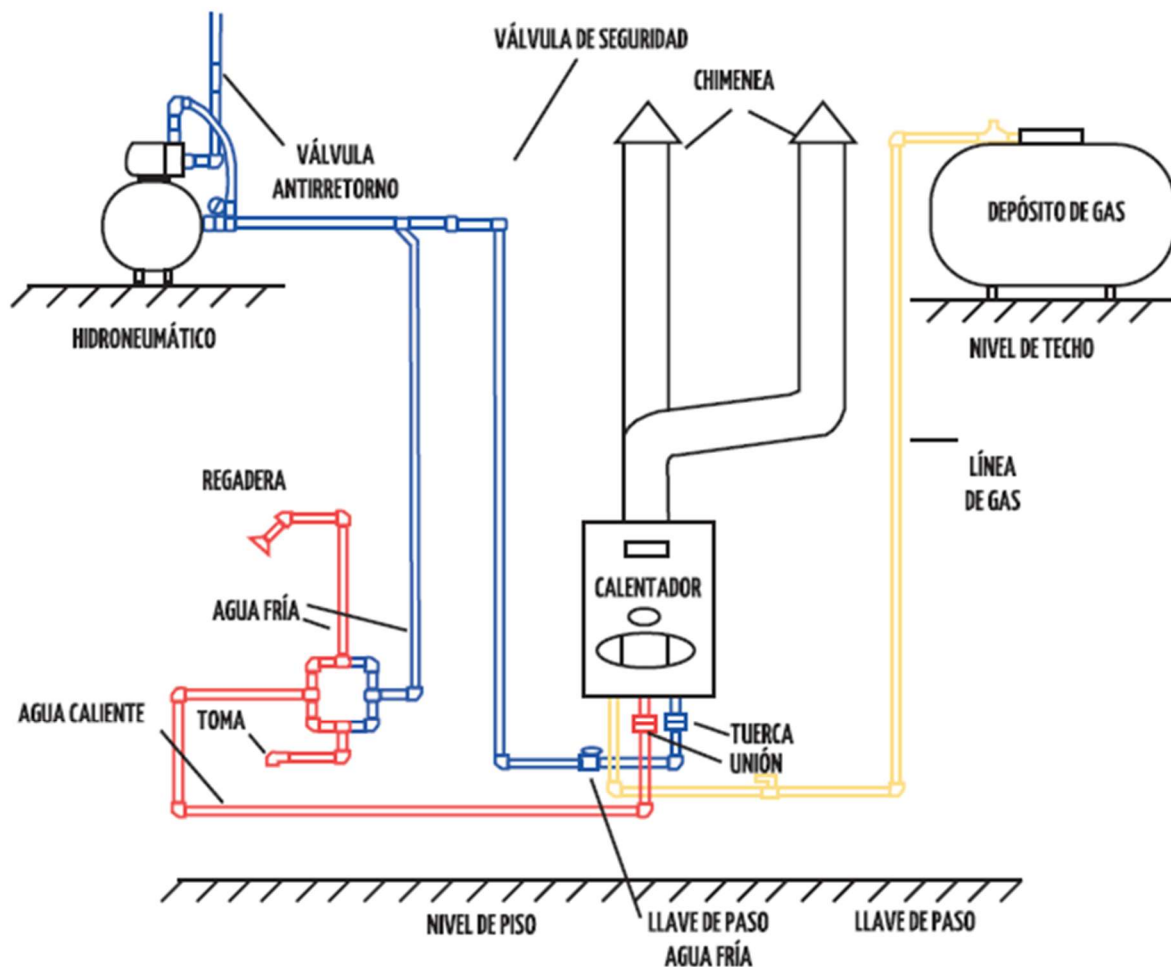 VÁLVULA DE SEGURIDAD
CHIMENEA
VÁLVULA
ANTIRRETORNO
DEPÓSITO DE GAS
HIDRONEUMÁTICO
NIVEL DE TECHO
REGADERA
LÍNEA
DE GAS
CALENTADOR
AGUA FRÍA
AGUA CALIENTE
TOMA
TUERCA
UNIÓN
NIVEL DE PISO
LLAVE DE PASO
AGUA FRÍA
LLAVE DE PASO